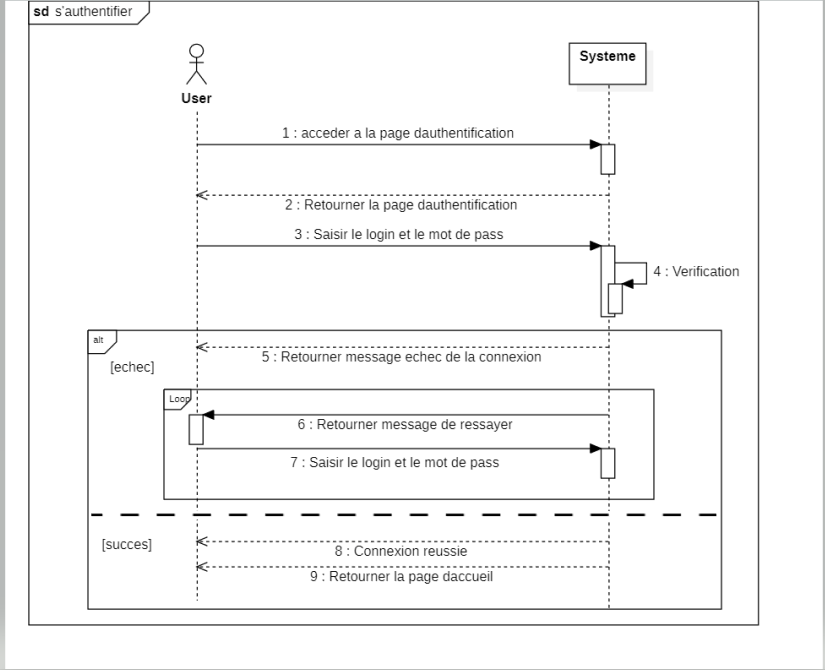 sd s'authentifier
User
Systeme
1 : acceder a la page dauthentification
2 : Retourner la page dauthentification
3 : Saisir le login et le mot de pass
4 : Verification
alt
[echec]
5 : Retourner message echec de la connexion
Loop
6 : Retourner message de ressayer
7 : Saisir le login et le mot de pass
[succes]
8 : Connexion reussie
9 : Retourner la page daccueil